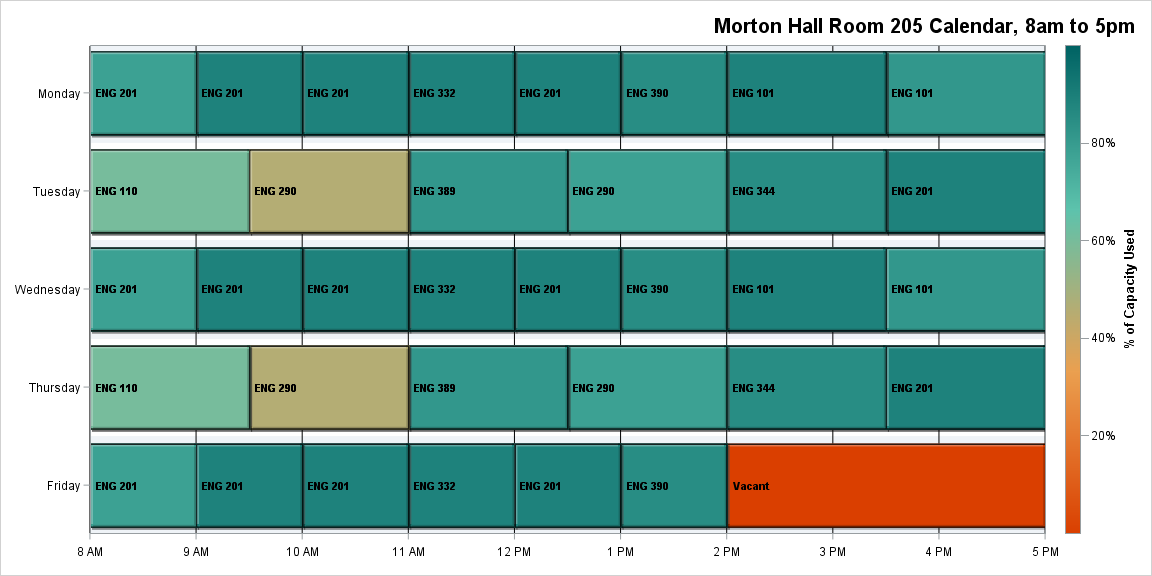 Morton Hall Room 205 Calendar, 8am to 5pm
Monday
ENG 201
ENG 201
ENG 201
ENG 332
ENG 201
ENG 390
ENG 101
ENG 101
Tuesday
ENG 110
ENG 290
ENG 389
ENG 290
ENG 344
ENG 201
Wednesday
ENG 201
ENG 201
ENG 201
ENG 332
ENG 201
ENG 390
ENG 101
ENG 101
Thursday
ENG 110
ENG 290
ENG 389
ENG 290
ENG 344
ENG 201
Friday
ENG 201
ENG 201
ENG 201
ENG 332
ENG 201
ENG 390
Vacant
8 AM
9 AM
10 AM
11 AM
12 PM
1 PM
2 PM
3 PM
4 PM
5 PM
80%
60%
40%
20%
% of Capacity Used